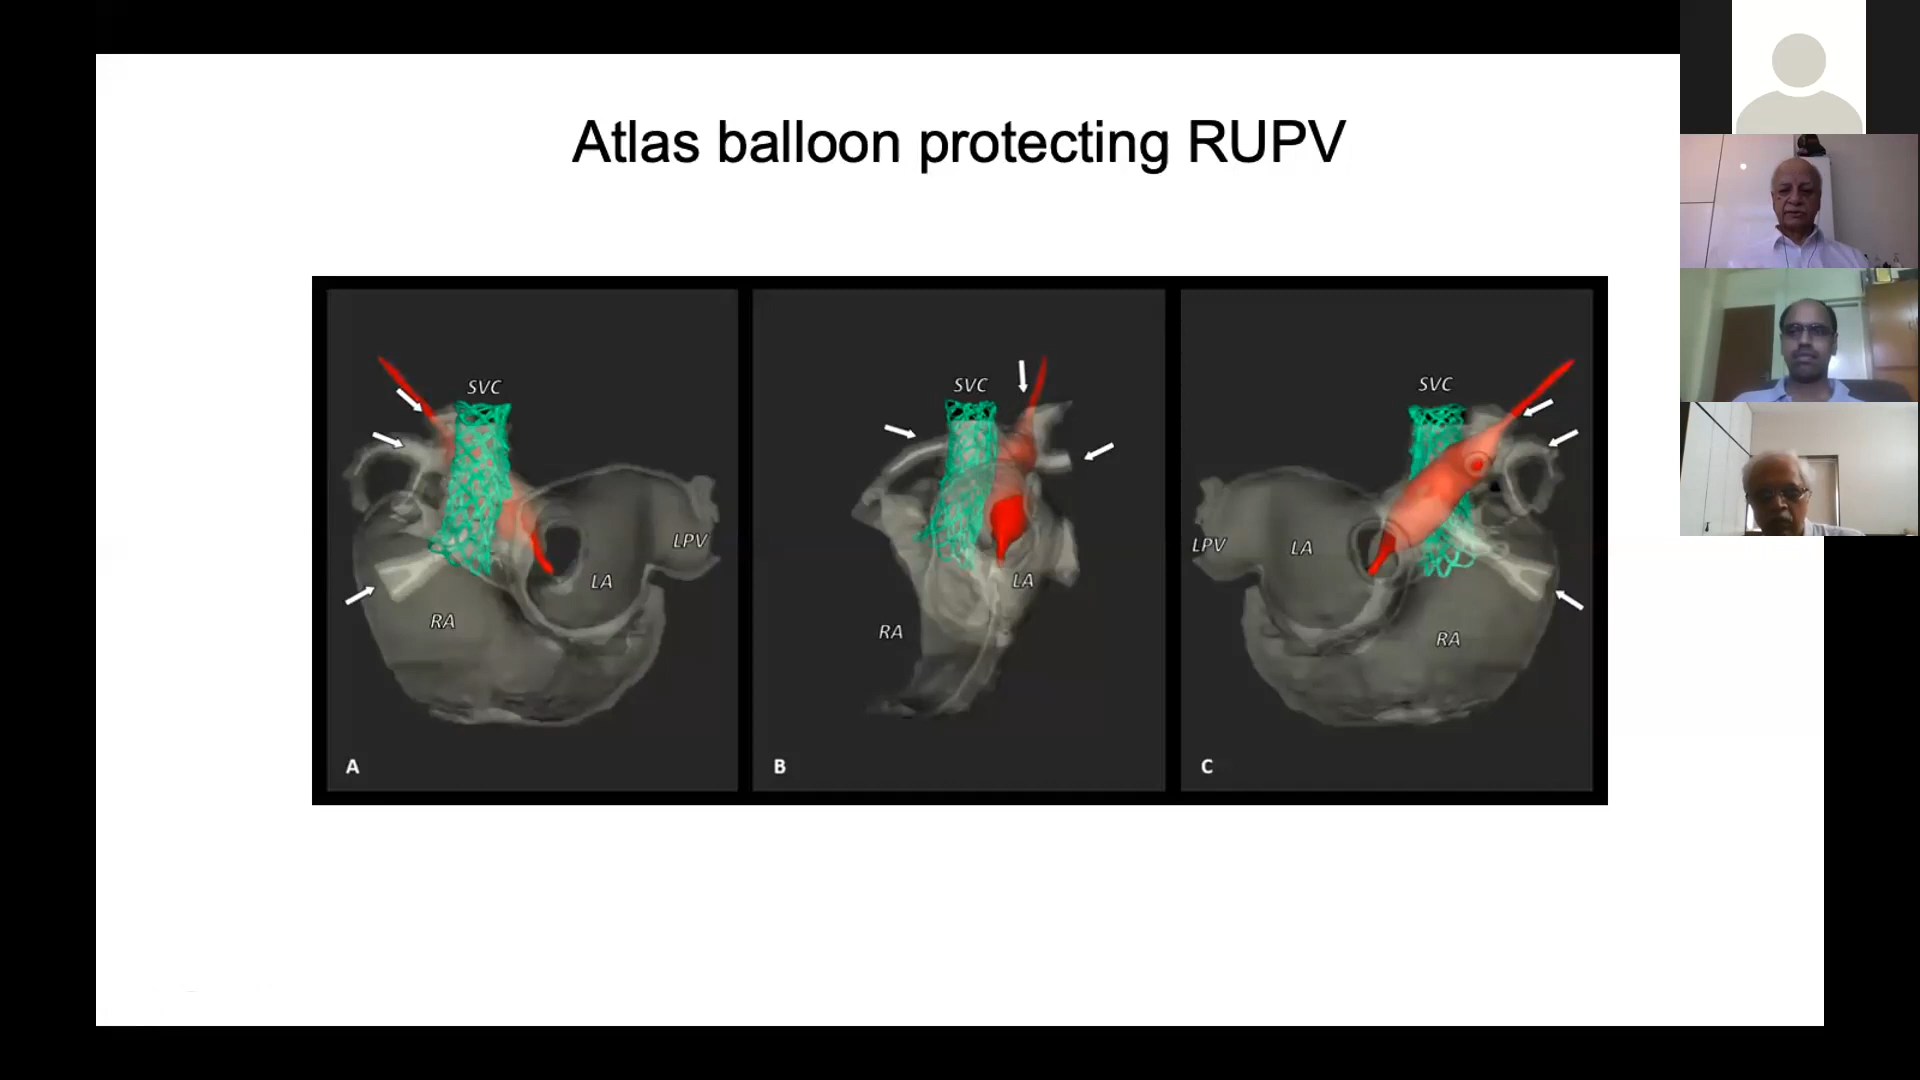 Atlas balloon protecting RUPV
SVC
LPV
LA
RA
A
SVC
LA
RA
B
SVC
LPV
LA
RA
C